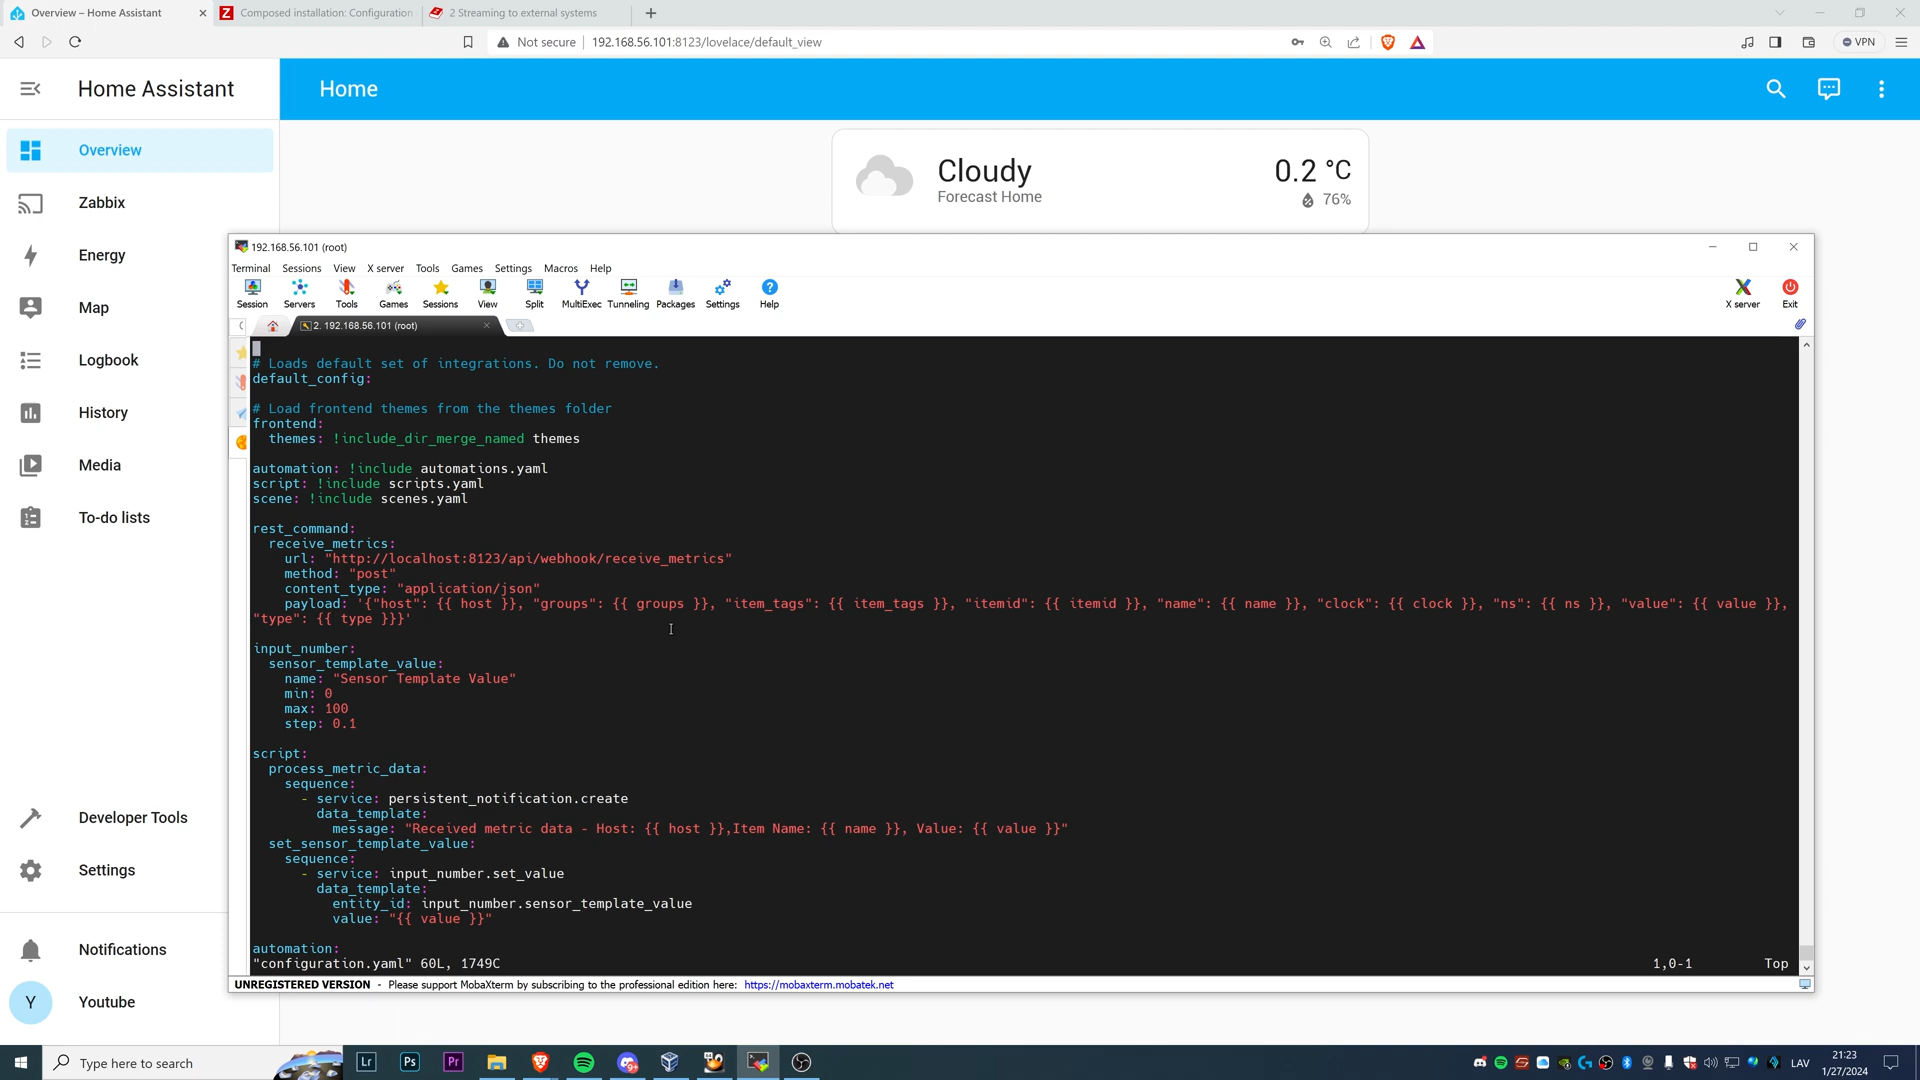 Overview – Home Assistant
Composed installation: Configuration
2 Streaming to external systems
Not secure
192.168.56.101:8123/lovelace/default_view
VPN
Home Assistant
Home
Overview
Zabbix
Energy
Map
Logbook
History
Media
To-do lists
Developer Tools
Settings
Notifications
Y
Youtube
Cloudy
Forecast Home
0.2 °C
76%
192.168.56.101 (root)
Terminal Sessions View X server Tools Games Settings Macros Help
Session Servers Tools Games Sessions View Split MultiExec Tunneling Packages Settings Help X server Exit
2. 192.168.56.101 (root)
# Loads default set of integrations. Do not remove.
default_config:
# Load frontend themes from the themes folder
frontend:
  themes: !include_dir_merge_named themes
automation: !include automations.yaml
script: !include scripts.yaml
scene: !include scenes.yaml
rest_command:
  receive_metrics:
    url: "http://localhost:8123/api/webhook/receive_metrics"
    method: "post"
    content_type: "application/json"
    payload: '{"host": {{ host }}, "groups": {{ groups }}, "item_tags": {{ item_tags }}, "itemid": {{ itemid }}, "name": {{ name }}, "clock": {{ clock }}, "ns": {{ ns }}, "value": {{ value }},
"type": {{ type }}}'
input_number:
  sensor_template_value:
    name: "Sensor Template Value"
    min: 0
    max: 100
    step: 0.1
script:
  process_metric_data:
    sequence:
      - service: persistent_notification.create
        data_template:
          message: "Received metric data - Host: {{ host }},Item Name: {{ name }}, Value: {{ value }}"
  set_sensor_template_value:
    sequence:
      - service: input_number.set_value
        data_template:
          entity_id: input_number.sensor_template_value
          value: "{{ value }}"
automation:
"configuration.yaml" 60L, 1749C
1,0-1
Top
UNREGISTERED VERSION - Please support MobaXterm by subscribing to the professional edition here: https://mobaxterm.mobatek.net
Type here to search
Lr
Ps
Pr
LAV
21:23
1/27/2024